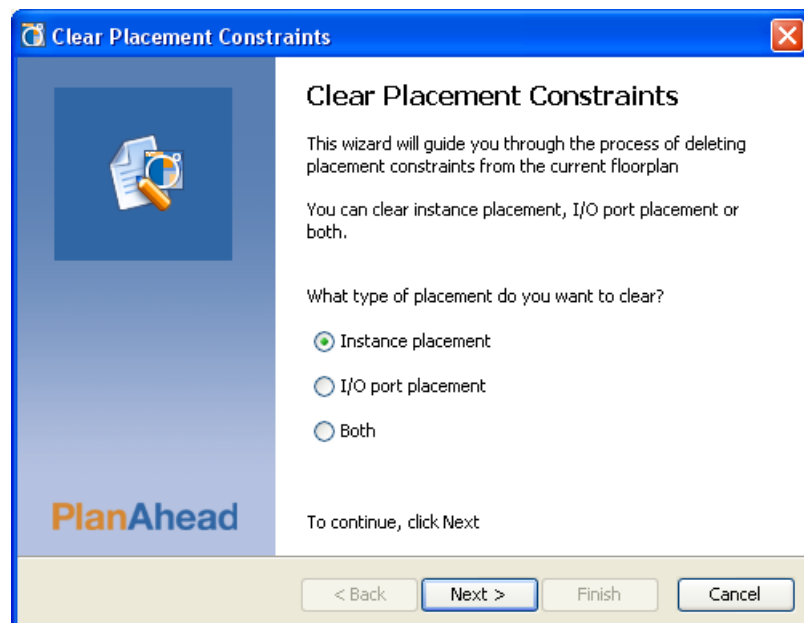 Clear Placement Constraints
Clear Placement Constraints
This wizard will guide you through the process of deleting
placement constraints from the current floorplan
You can clear instance placement, I/O port placement or
both.
What type of placement do you want to clear?
Instance placement
I/O port placement
Both
PlanAhead
To continue, click Next
< Back Next > Finish Cancel